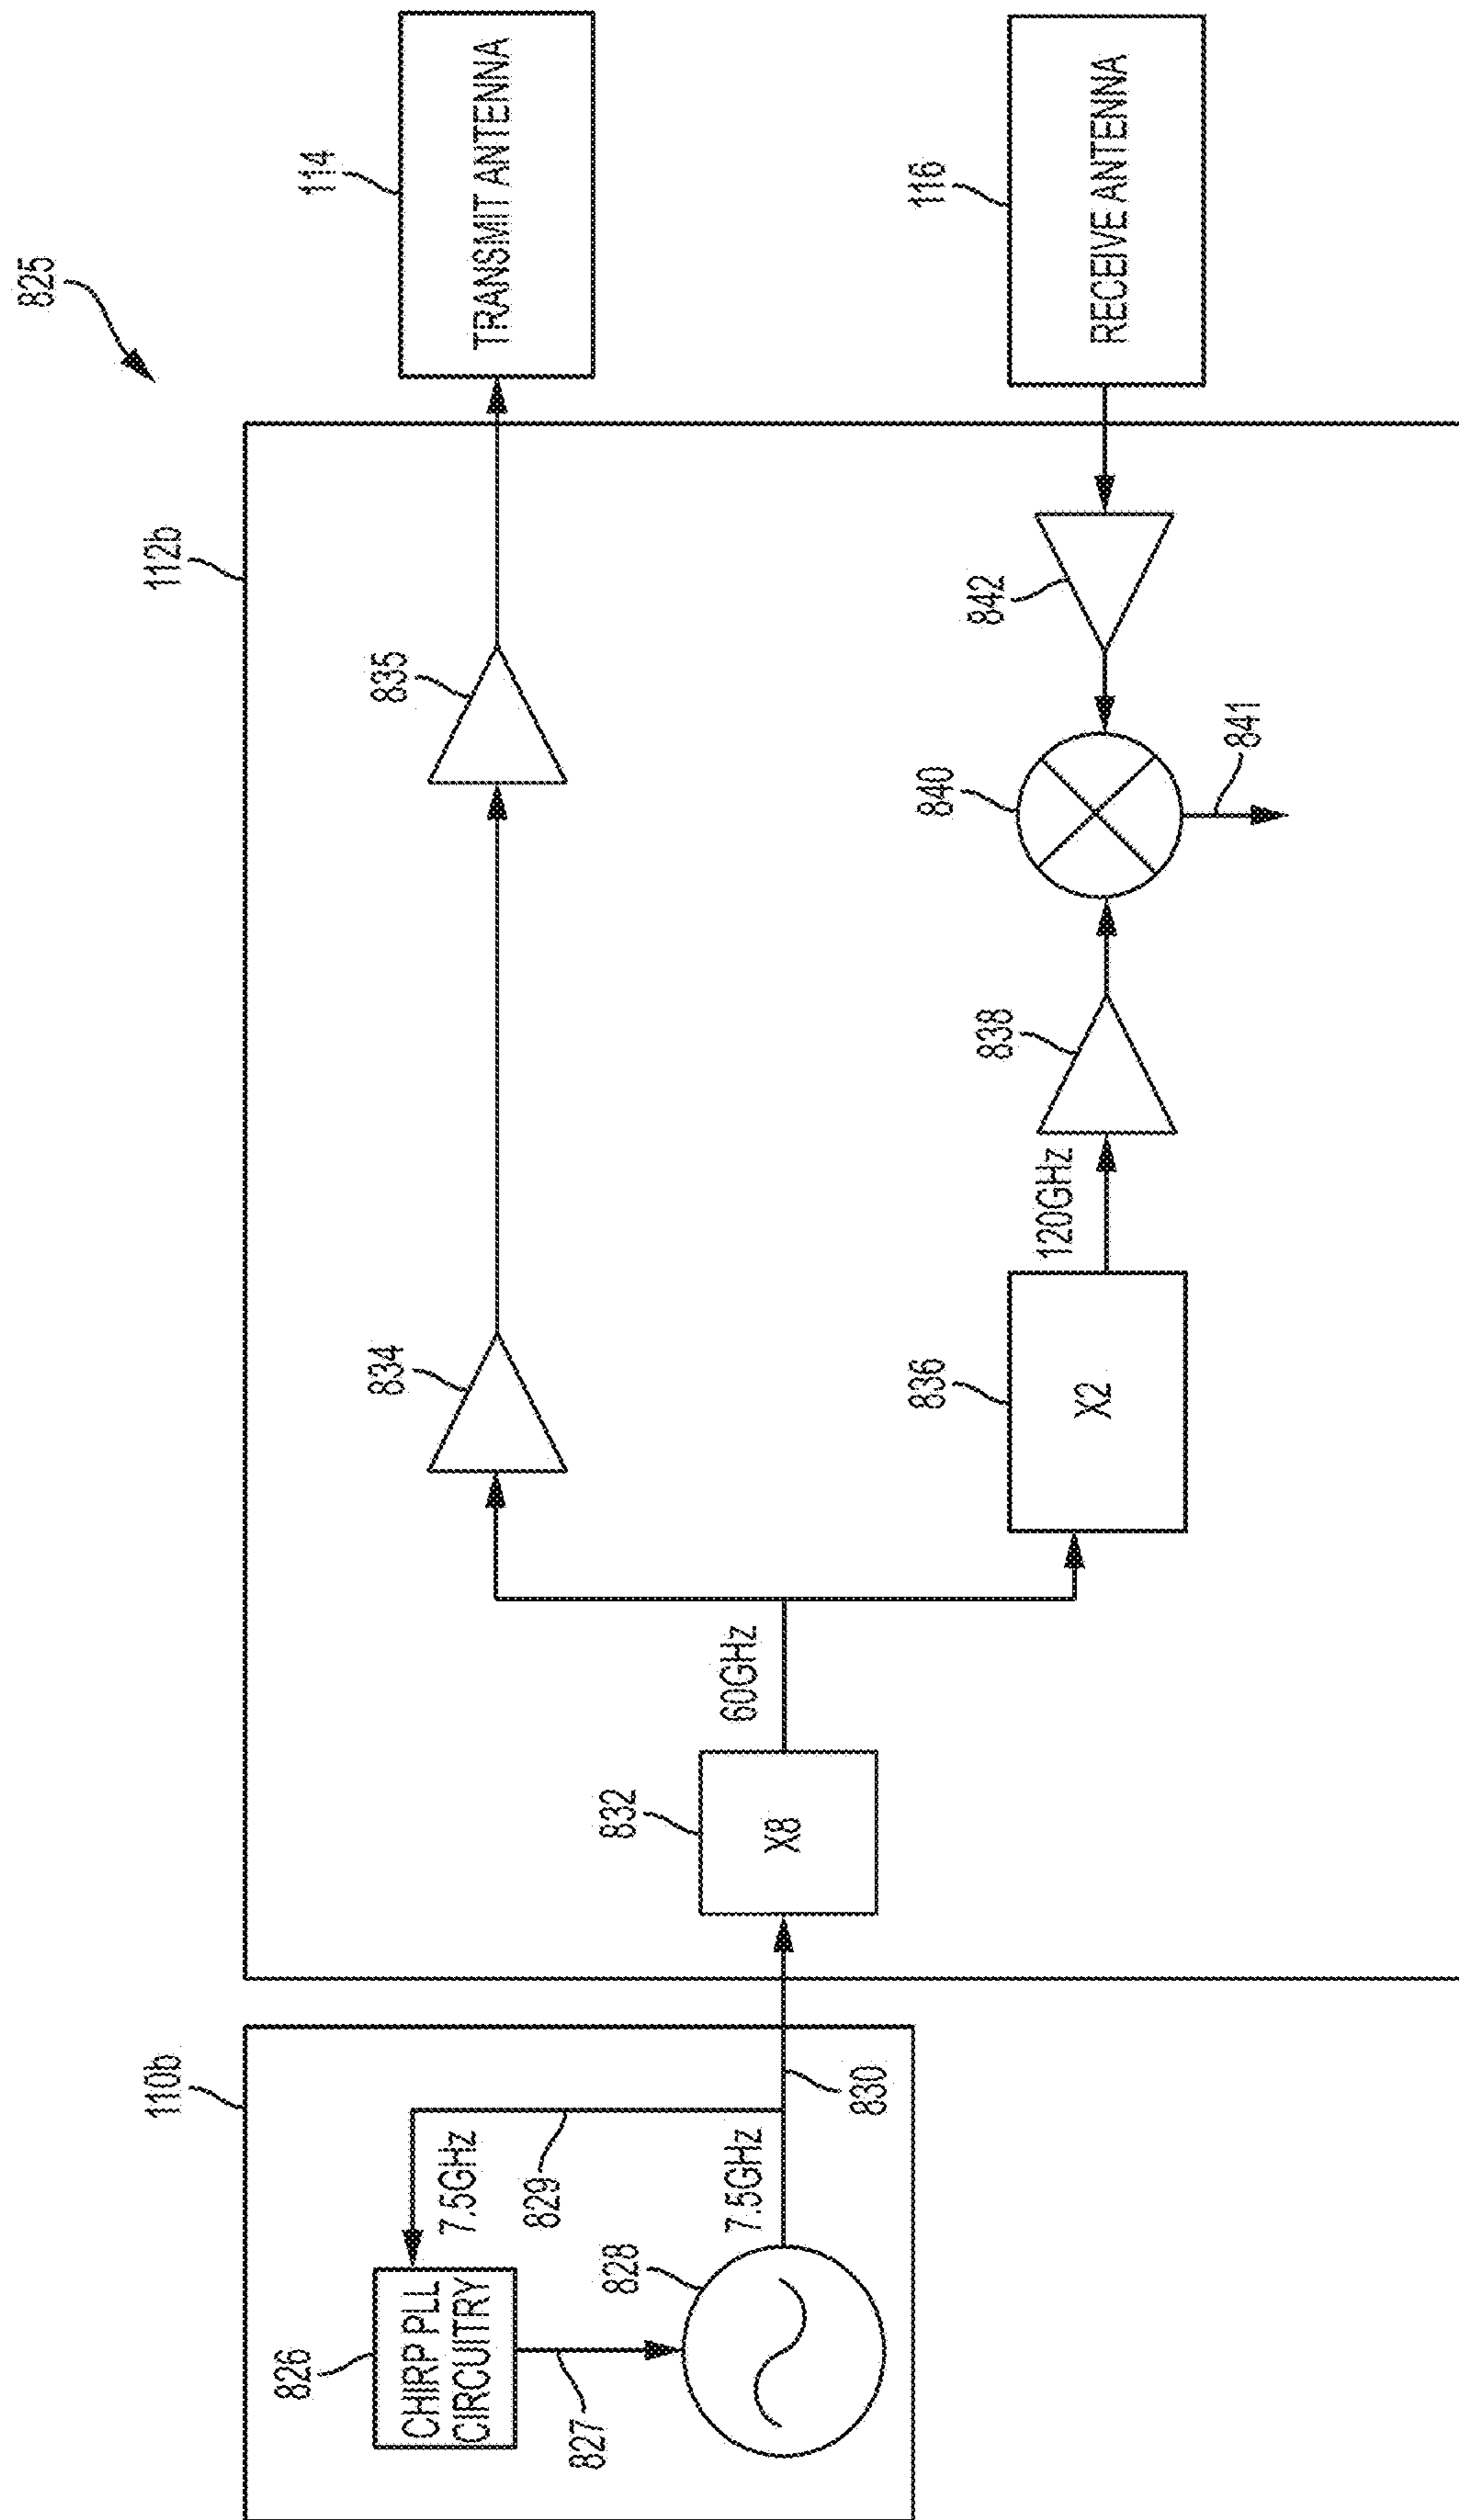 825
110b
826
CHIRP PLL
CIRCUITRY
827
828
7.5GHz
829
7.5GHz
830
112b
832
X8
60GHz
834
835
836
X2
120GHz
838
840
841
842
114
TRANSMIT ANTENNA
116
RECEIVE ANTENNA